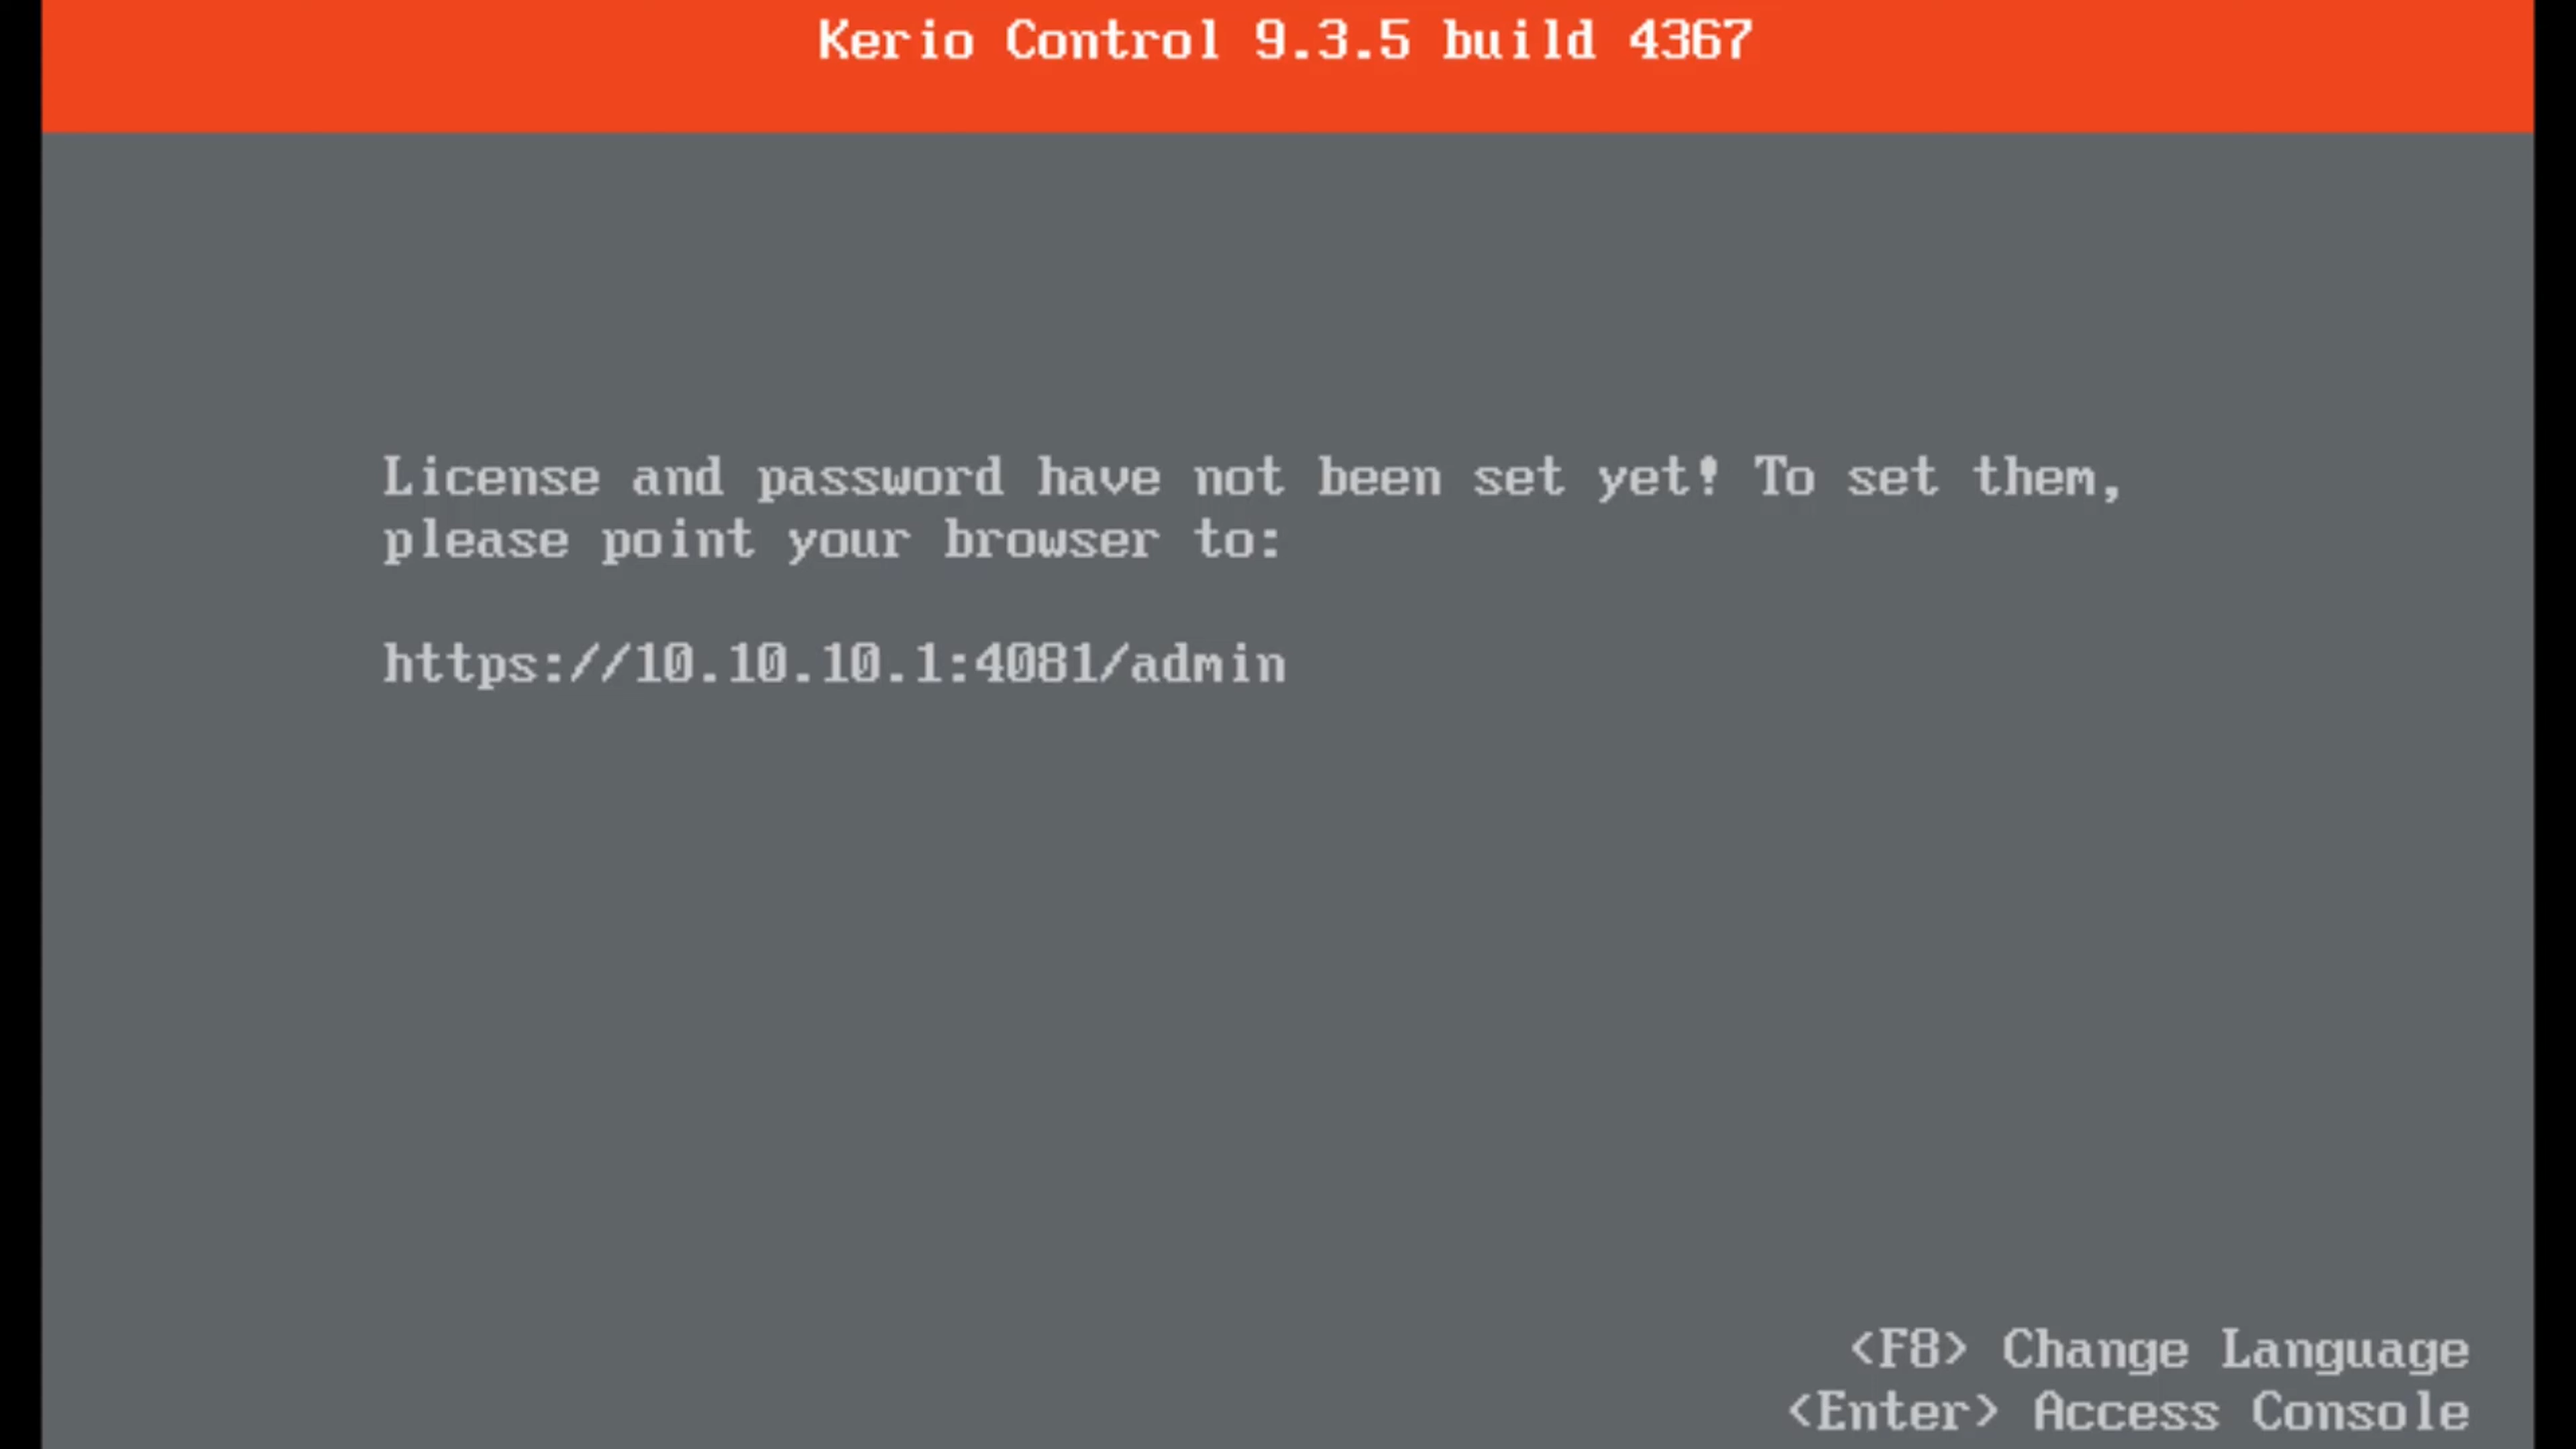 Kerio Control 9.3.5 build 4367
License and password have not been set yet! To set them,
please point your browser to:
https://10.10.10.1:4081/admin
<F8> Change Language
<Enter> Access Console